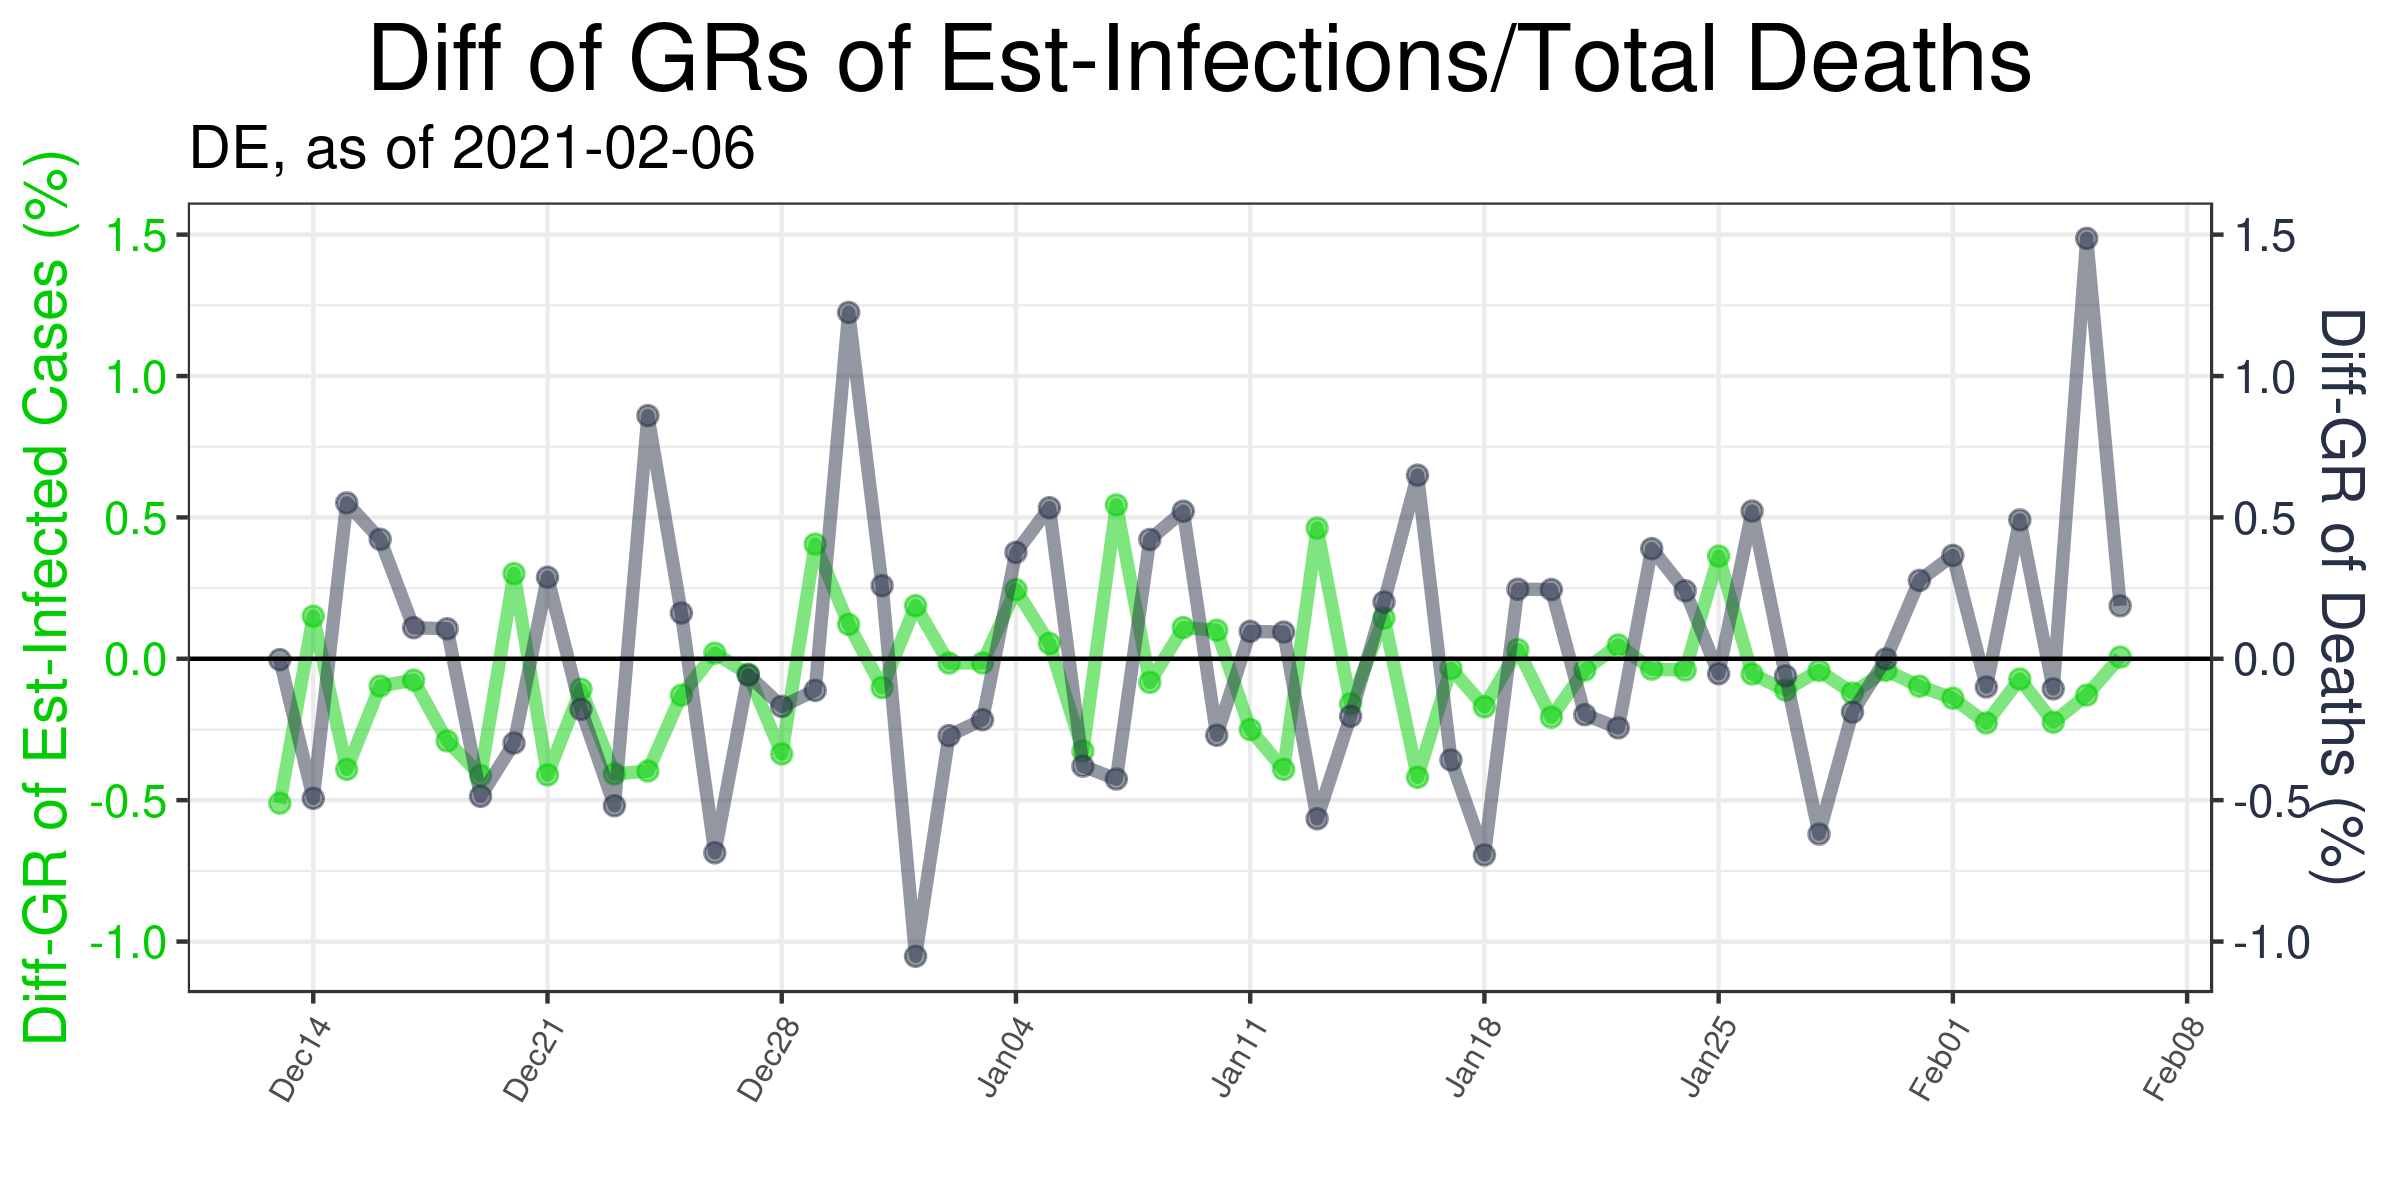 Diff of GRs of Est-Infections/Total Deaths
DE, as of 2021-02-06
Diff-GR of Est-Infected Cases (%)
1.5
1.0
0.5
0.0
-0.5
-1.0
1.5
1.0
0.5
0.0
-0.5
-1.0
Diff-GR of Deaths (%)
Dec14
Dec21
Dec28
Jan04
Jan11
Jan18
Jan25
Feb01
Feb08